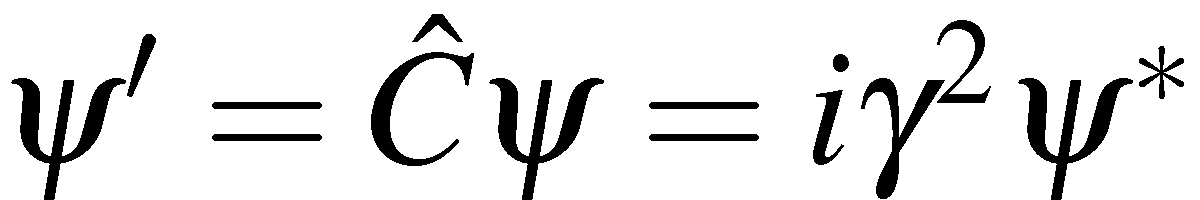 ψ′ = Ĉψ = iγ²ψ*